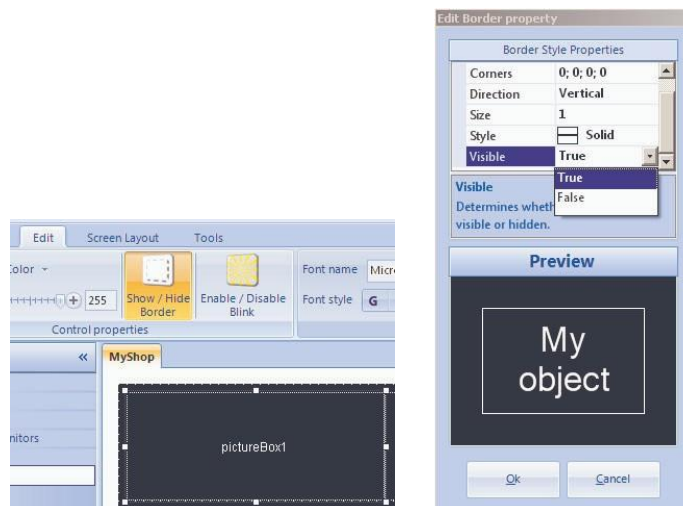 Edit Border property
Border Style Properties
Corners 0; 0; 0; 0
Direction Vertical
Size 1
Style Solid
Visible True
True
False
Visible
Determines wheth
visible or hidden.
Preview
My
object
Ok Cancel
Edit Screen Layout Tools
Color
255
Show / Hide
Border
Enable / Disable
Blink
Font name Micr
Font style G
Control properties
MyShop
nitors
pictureBox1